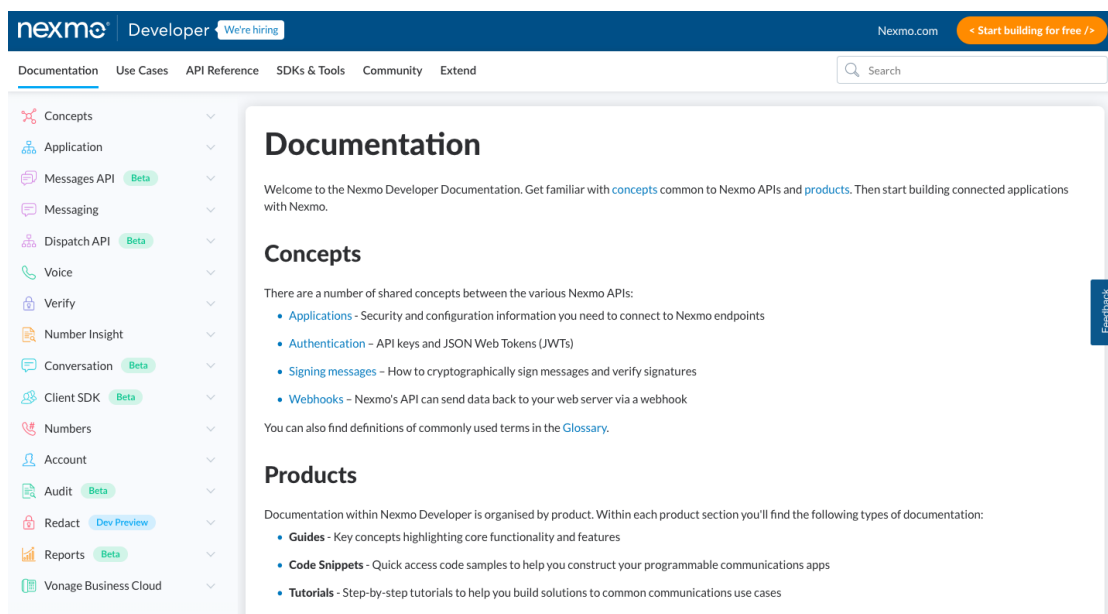 nexmo Developer We're hiring Nexmo.com < Start building for free />
Documentation Use Cases API Reference SDKs & Tools Community Extend Search
Concepts
Application
Messages API Beta
Messaging
Dispatch API Beta
Voice
Verify
Number Insight
Conversation Beta
Client SDK Beta
Numbers
Account
Audit Beta
Redact Dev Preview
Reports Beta
Vonage Business Cloud
Documentation
Welcome to the Nexmo Developer Documentation. Get familiar with concepts common to Nexmo APIs and products. Then start building connected applications
with Nexmo.
Concepts
There are a number of shared concepts between the various Nexmo APIs:
• Applications - Security and configuration information you need to connect to Nexmo endpoints
• Authentication – API keys and JSON Web Tokens (JWTs)
• Signing messages – How to cryptographically sign messages and verify signatures
• Webhooks – Nexmo's API can send data back to your web server via a webhook
You can also find definitions of commonly used terms in the Glossary.
Products
Documentation within Nexmo Developer is organised by product. Within each product section you'll find the following types of documentation:
• Guides - Key concepts highlighting core functionality and features
• Code Snippets - Quick access code samples to help you construct your programmable communications apps
• Tutorials - Step-by-step tutorials to help you build solutions to common communications use cases
Feedback